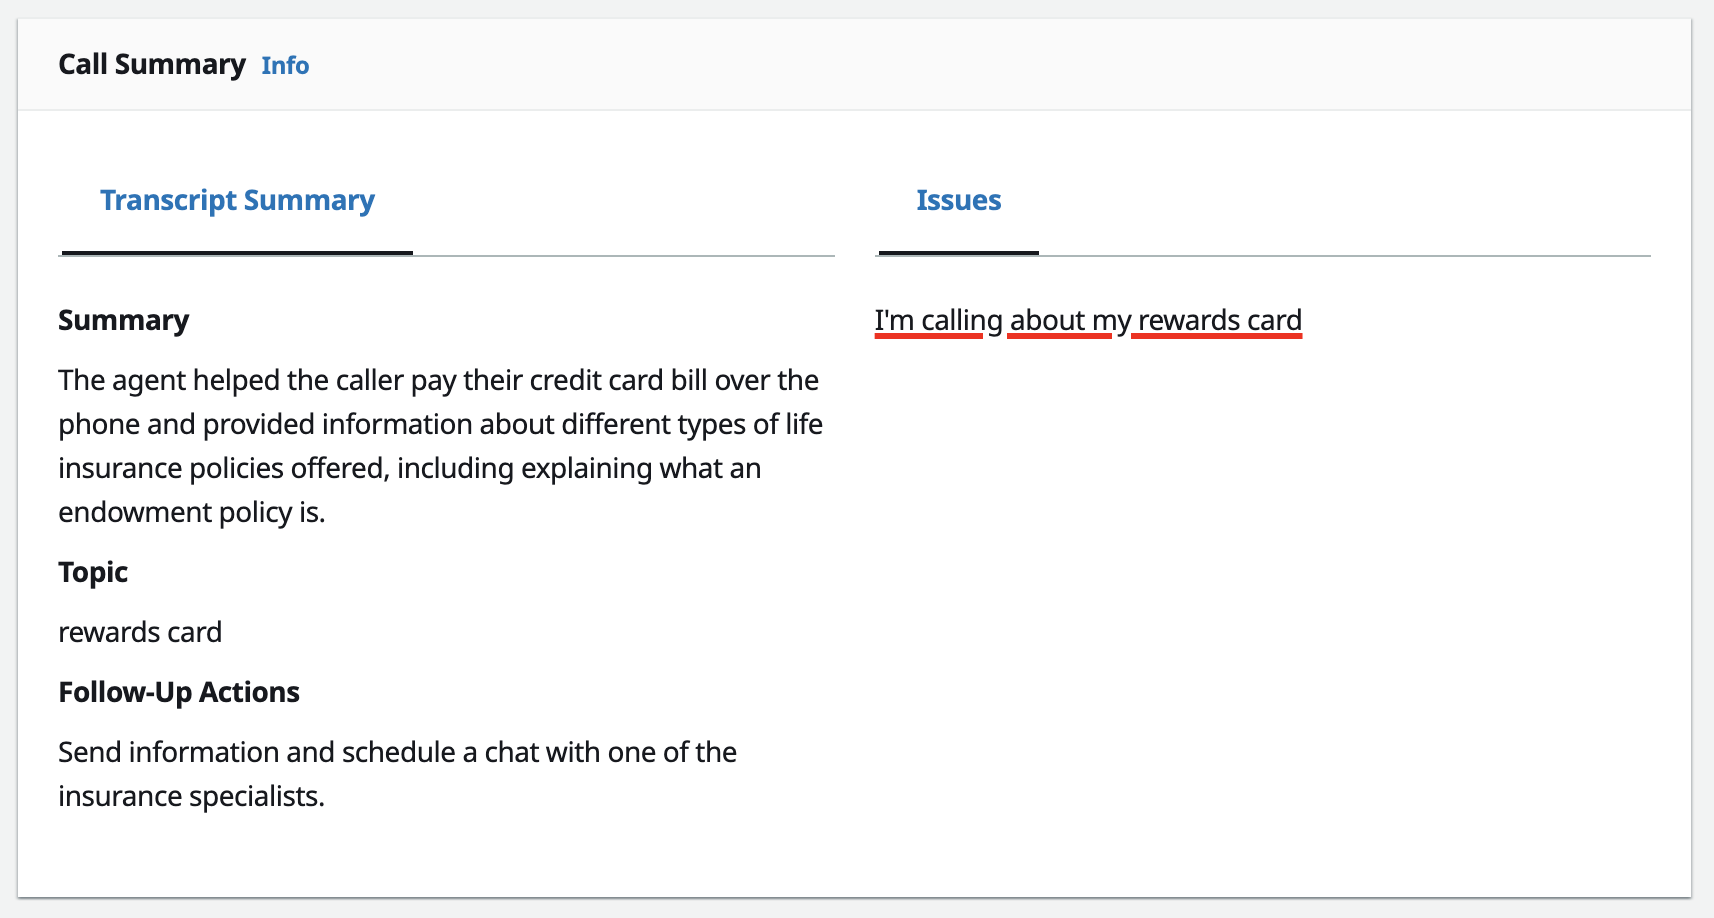 Call Summary Info
Transcript Summary
Issues
Summary
The agent helped the caller pay their credit card bill over the
phone and provided information about different types of life
insurance policies offered, including explaining what an
endowment policy is.
Topic
rewards card
Follow-Up Actions
Send information and schedule a chat with one of the
insurance specialists.
I'm calling about my rewards card